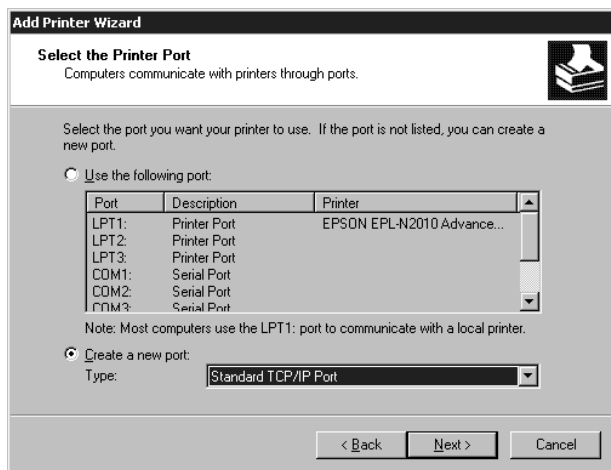 Add Printer Wizard
Select the Printer Port
Computers communicate with printers through ports.
Select the port you want your printer to use. If the port is not listed, you can create a
new port.
Use the following port:
Port Description Printer
LPT1: Printer Port EPSON EPL-N2010 Advance...
LPT2: Printer Port
LPT3: Printer Port
COM1: Serial Port
COM2: Serial Port
COM3: Serial Port
Note: Most computers use the LPT1: port to communicate with a local printer.
Create a new port:
Type: Standard TCP/IP Port
< Back Next > Cancel